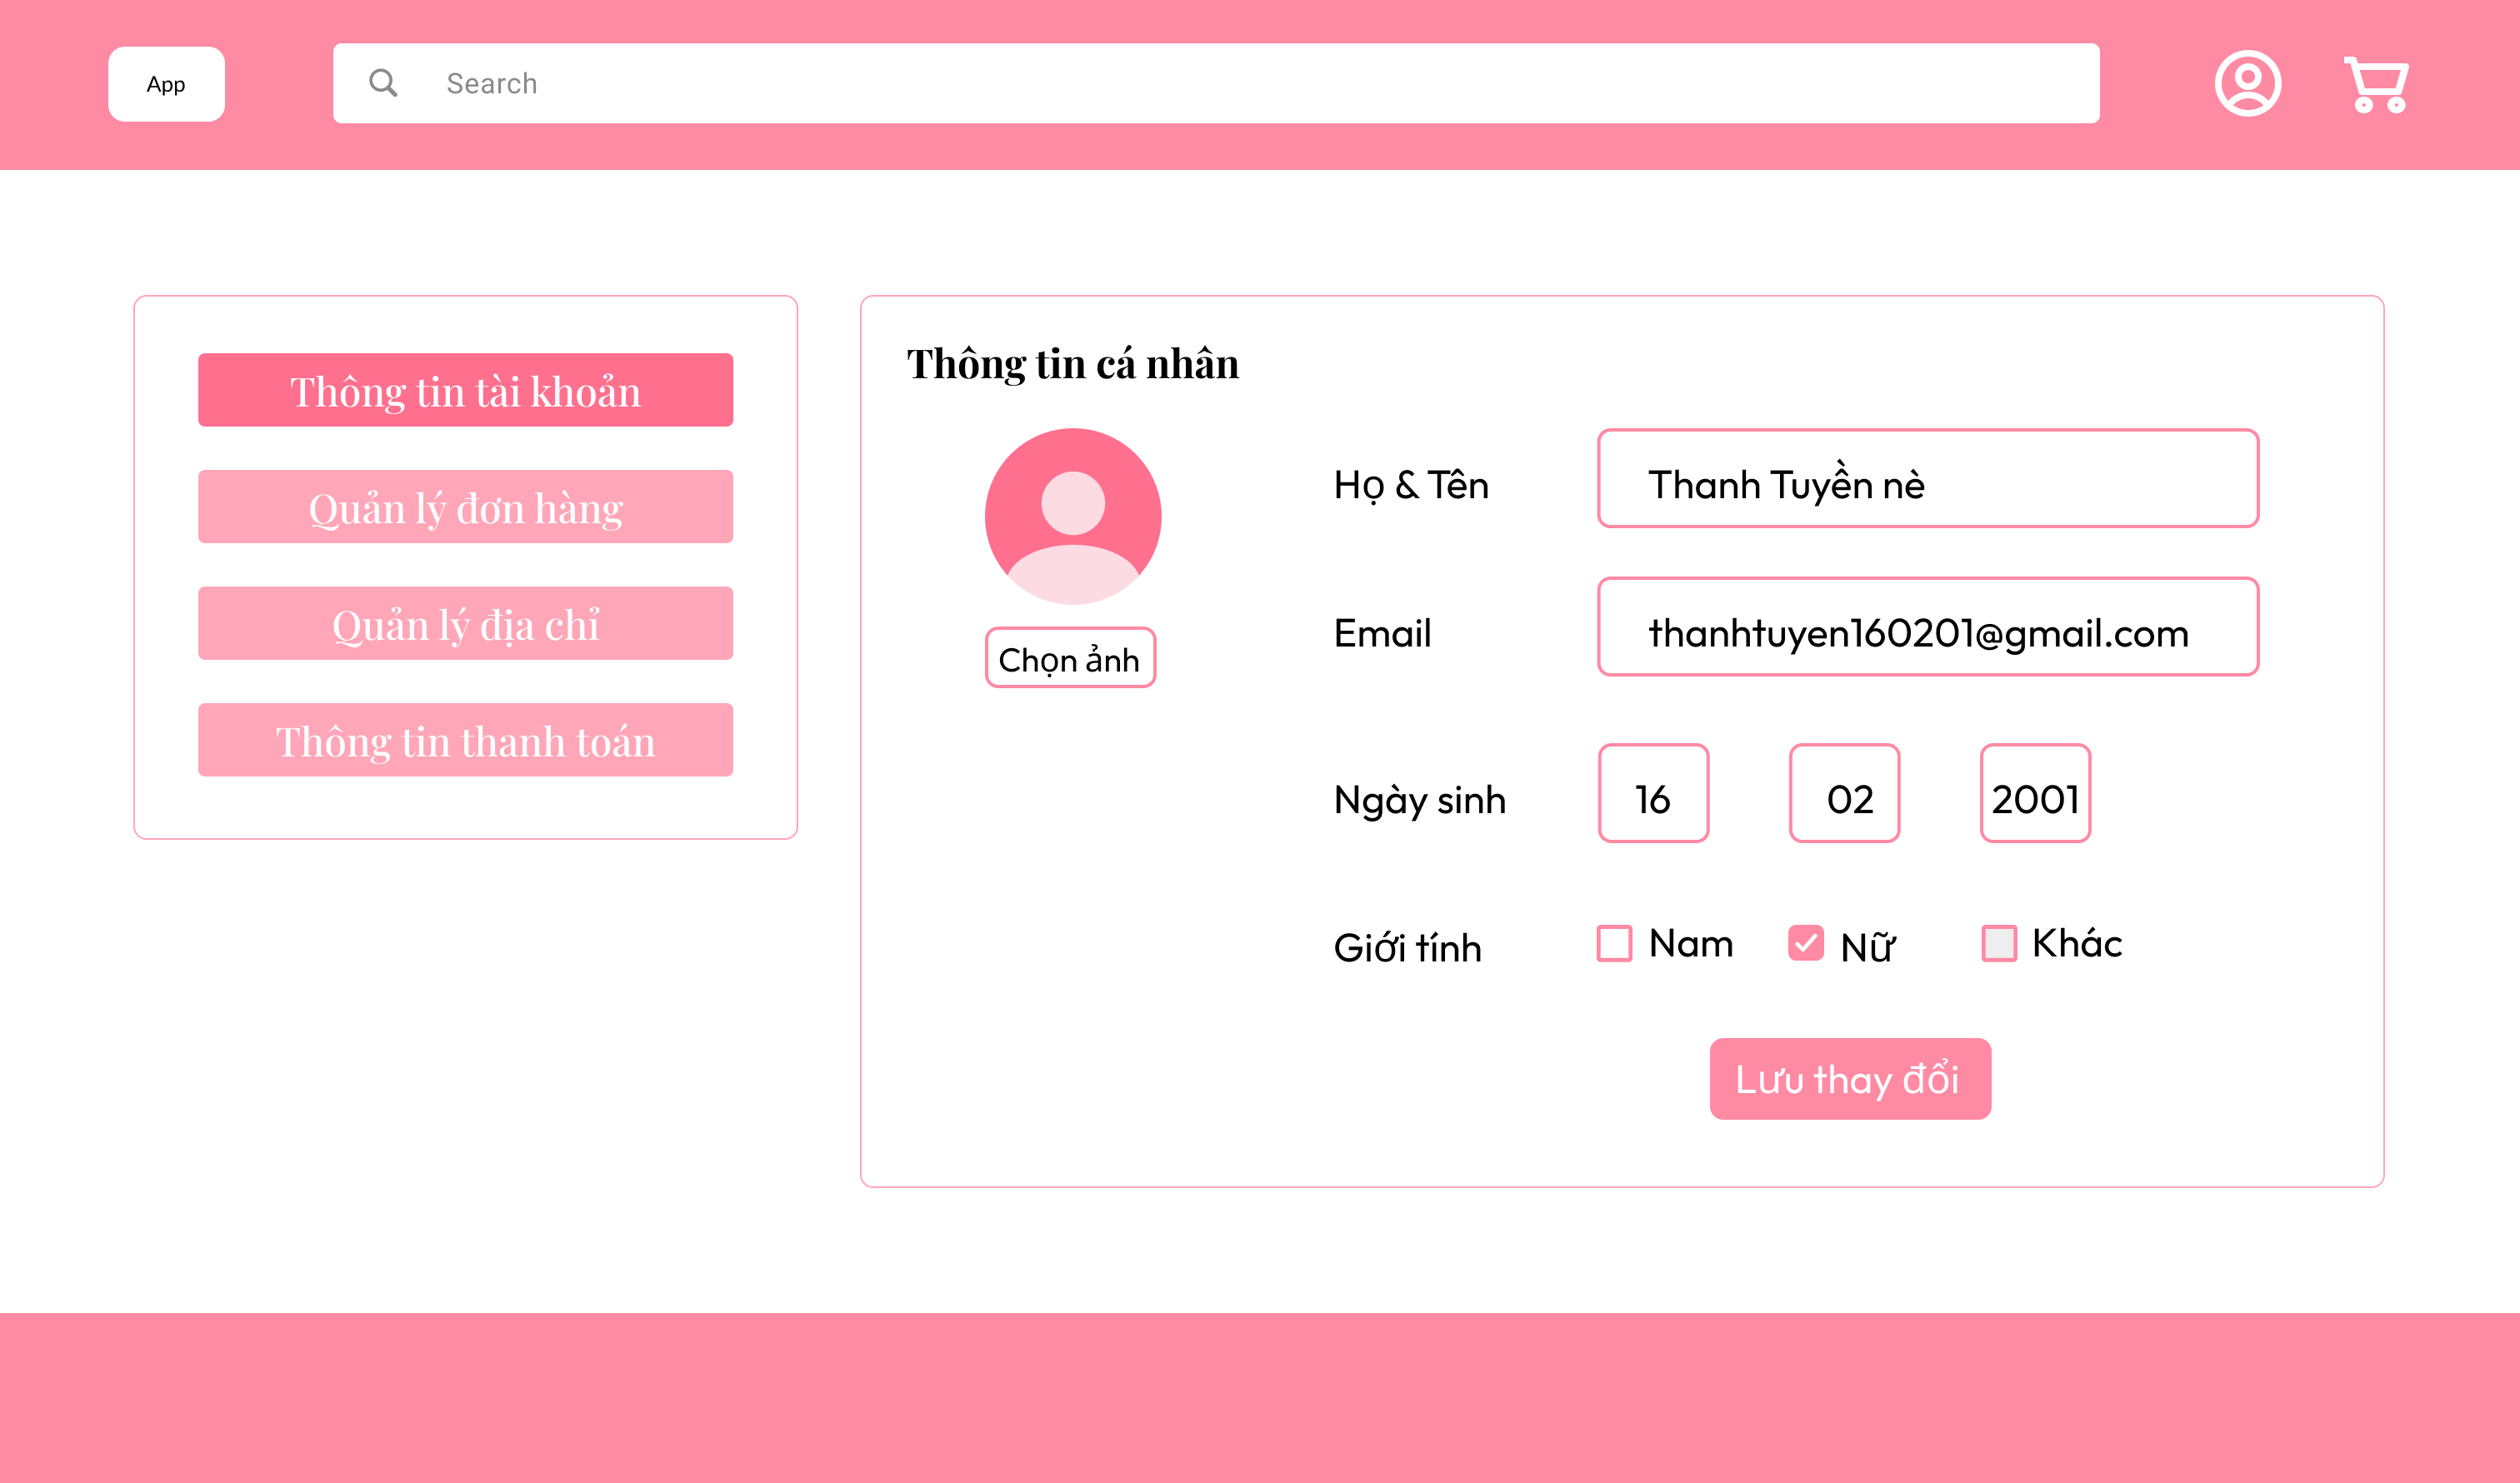 App
Search
Thông tin tài khoản
Quản lý đơn hàng
Quản lý địa chỉ
Thông tin thanh toán
Thông tin cá nhân
Chọn ảnh
Họ & Tên
Thanh Tuyền nè
Email
thanhtuyen160201@gmail.com
Ngày sinh
16
02
2001
Giới tính
Nam
Nữ
Khác
Lưu thay đổi